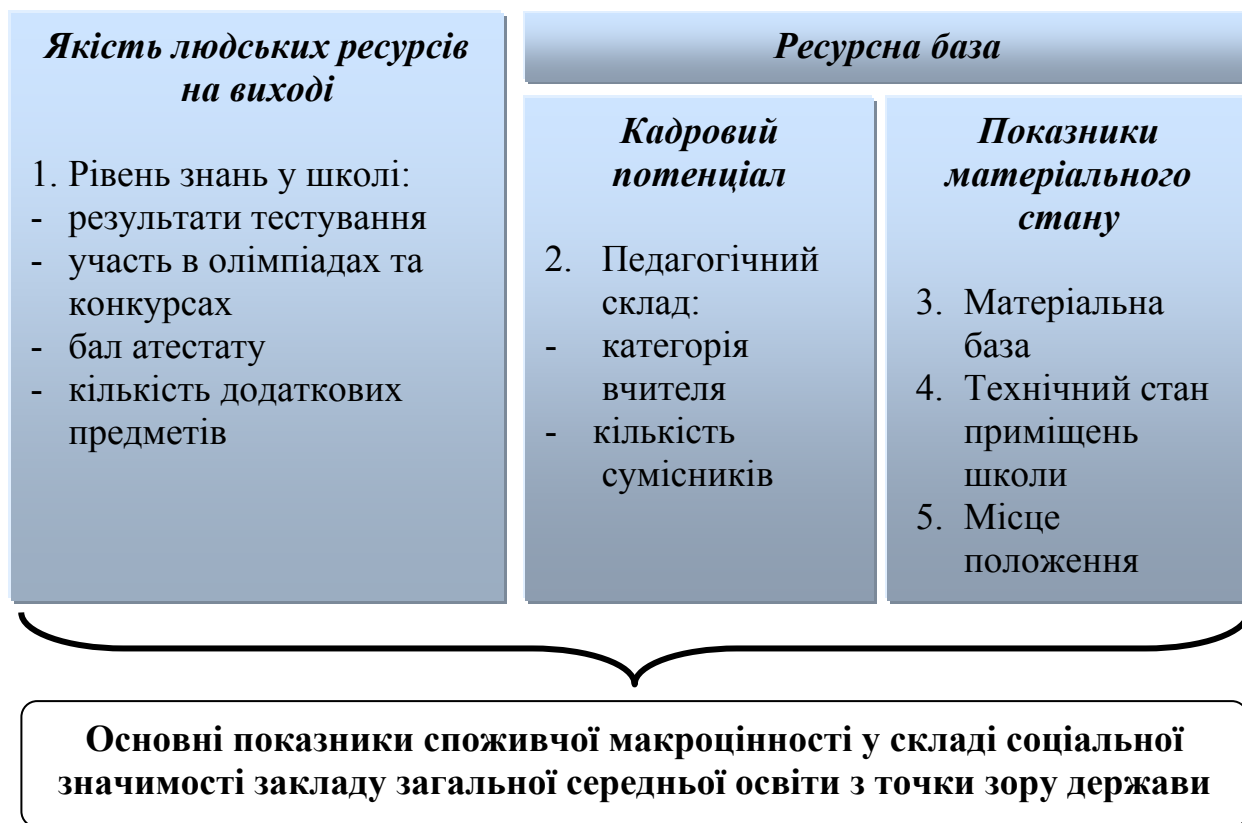 Якість людських ресурсів
на виході
1. Рівень знань у школі:
- результати тестування
- участь в олімпіадах та
конкурсах
- бал атестату
- кількість додаткових
предметів
Ресурсна база
Кадровий
потенціал
2. Педагогічний
склад:
- категорія
вчителя
- кількість
сумісників
Показники
матеріального
стану
3. Матеріальна
база
4. Технічний стан
приміщень
школи
5. Місце
положення
Основні показники споживчої макроцінності у складі соціальної
значимості закладу загальної середньої освіти з точки зору держави